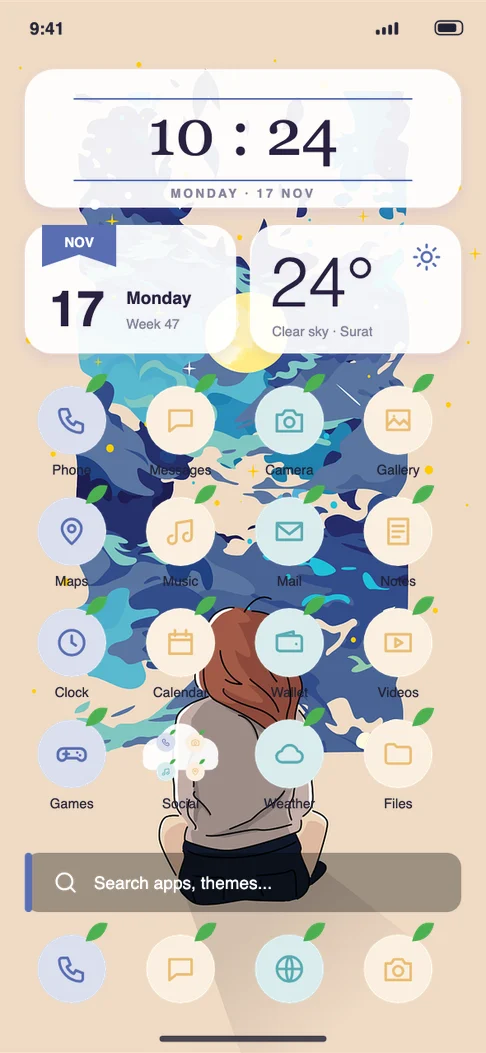 9:41
10 : 24
MONDAY · 17 NOV
NOV
17
Monday
Week 47
24°
Clear sky · Surat
Phone
Messages
Camera
Gallery
Maps
Music
Mail
Notes
Clock
Calendar
Wallet
Videos
Games
Social
Weather
Files
Search apps, themes...